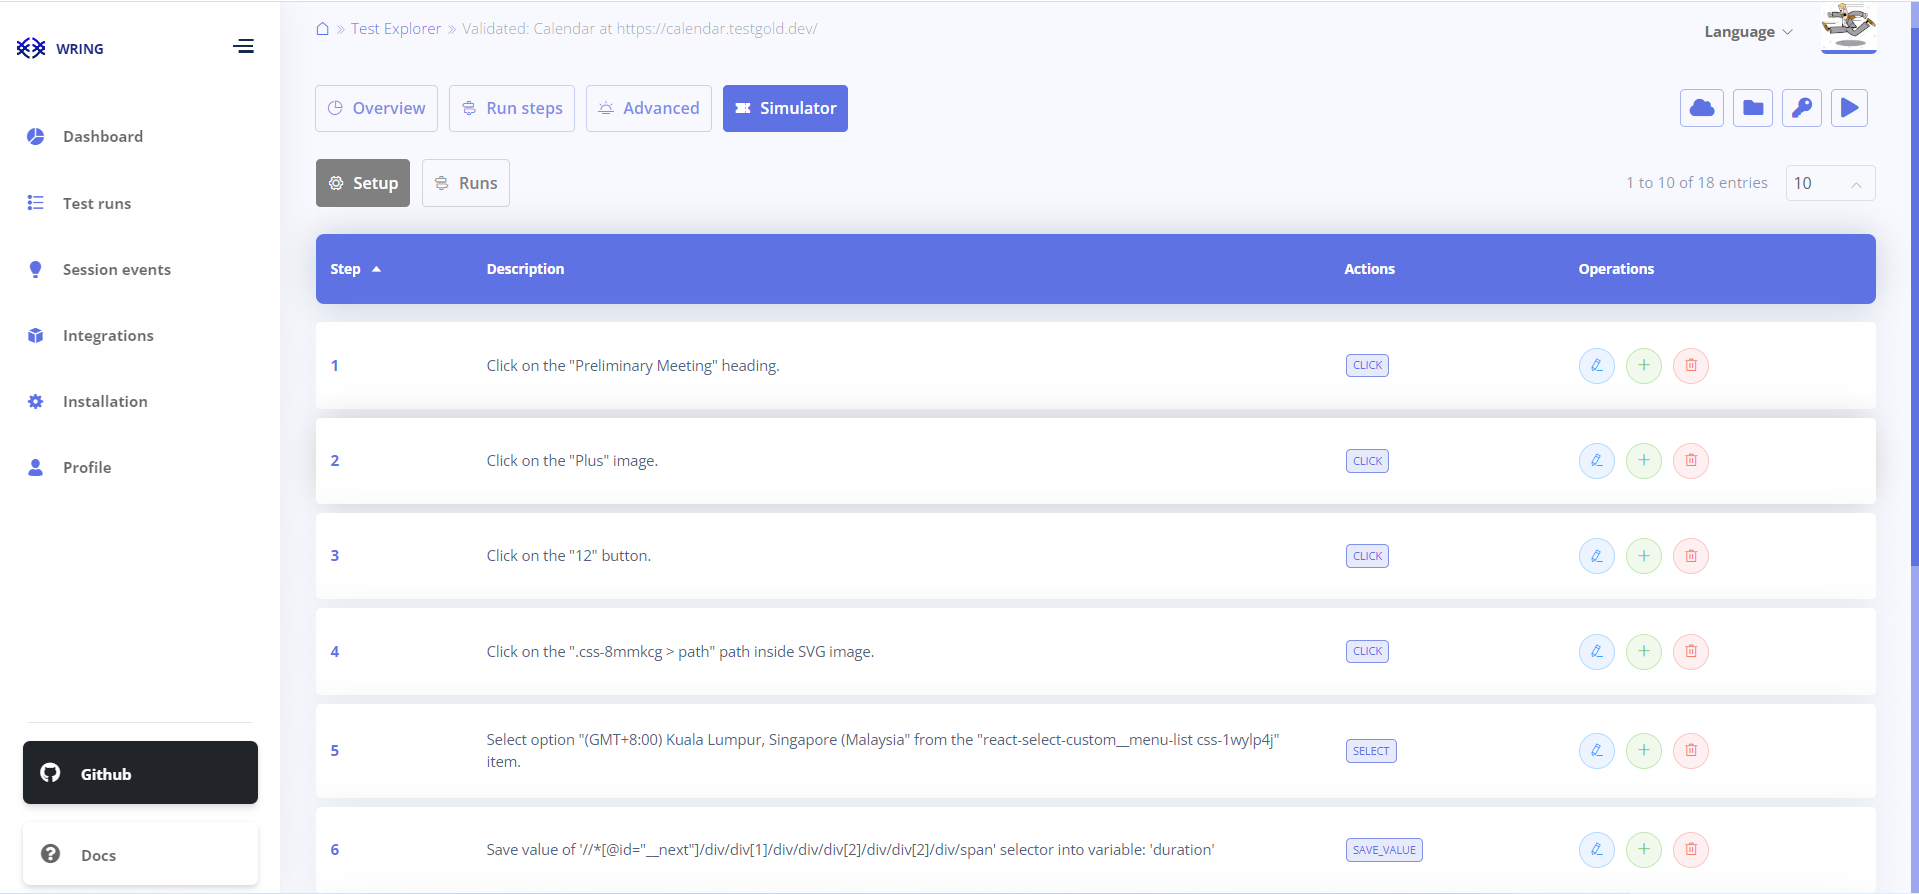 WRING
Test Explorer » Validated: Calendar at https://calendar.testgold.dev/
Language
Overview
Run steps
Advanced
Simulator
Dashboard
Test runs
Session events
Integrations
Installation
Profile
Github
Docs
Setup
Runs
1 to 10 of 18 entries
10
Step Description Actions Operations
1 Click on the "Preliminary Meeting" heading. CLICK
2 Click on the "Plus" image. CLICK
3 Click on the "12" button. CLICK
4 Click on the ".css-8mmkcg > path" path inside SVG image. CLICK
5 Select option "(GMT+8:00) Kuala Lumpur, Singapore (Malaysia" from the "react-select-custom__menu-list css-1wylp4j"
item. SELECT
6 Save value of '//*[@id="__next"]/div/div[1]/div/div/div[2]/div/div[2]/div/span' selector into variable: 'duration' SAVE_VALUE